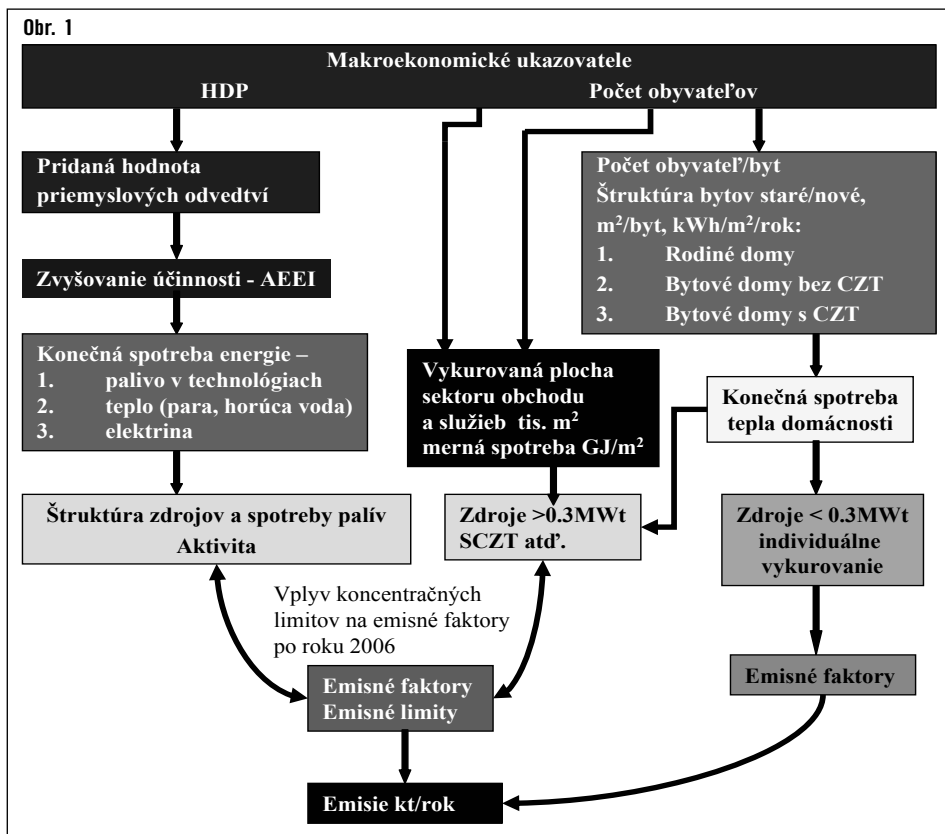 Obr. 1
Makroekonomické ukazovatele
HDP Počet obyvateľov
Pridaná hodnota
priemyslových odvedtví
Zvyšovanie účinnosti - AEEI
Konečná spotreba energie –
1. palivo v technológiach
2. teplo (para, horúca voda)
3. elektrina
Štruktúra zdrojov a spotreby palív
Aktivita
Vykurovaná plocha
sektoru obchodu
a služieb tis. m²
merná spotreba GJ/m²
Zdroje >0.3MWt
SCZT atď.
Počet obyvateľ/byt
Štruktúra bytov staré/nové,
m²/byt, kWh/m²/rok:
1. Rodiné domy
2. Bytové domy bez CZT
3. Bytové domy s CZT
Konečná spotreba
tepla domácnosti
Zdroje < 0.3MWt
individuálne
vykurovanie
Emisné faktory
Vplyv koncentračných
limitov na emisné faktory
po roku 2006
Emisné faktory
Emisné limity
Emisie kt/rok